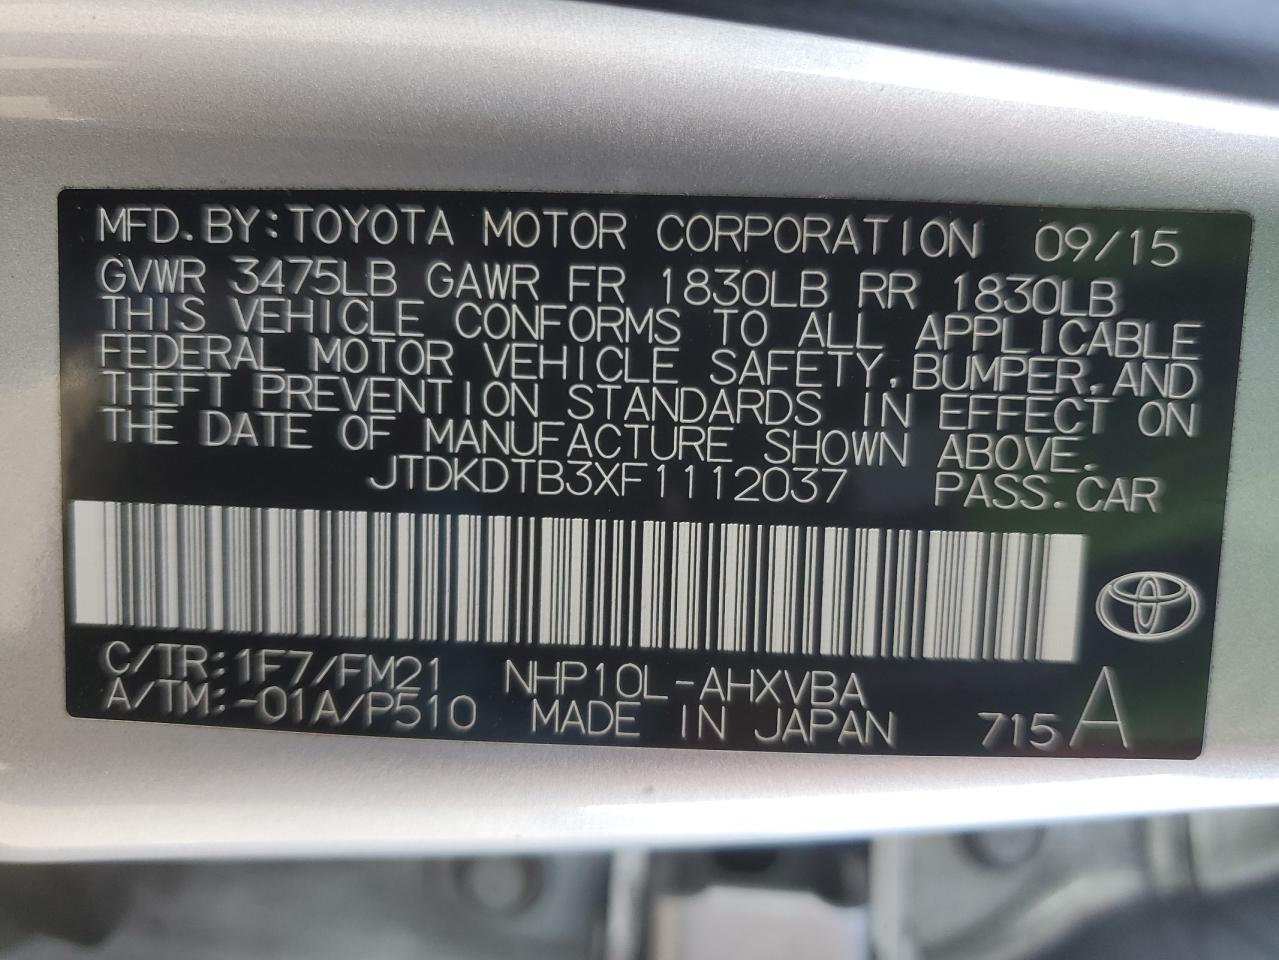 MFD. BY: TOYOTA MOTOR CORPORATION 09/15
GVWR 3475LB GAWR FR 1830LB RR 1830LB
THIS VEHICLE CONFORMS TO ALL APPLICABLE
FEDERAL MOTOR VEHICLE SAFETY, BUMPER, AND
THEFT PREVENTION STANDARDS IN EFFECT ON
THE DATE OF MANUFACTURE SHOWN ABOVE.
JTDKDTB3XF1112037 PASS. CAR
C/TR: 1F7/FM21 NHP10L-AHXVBA
A/TM: -01A/P510 MADE IN JAPAN 715 A